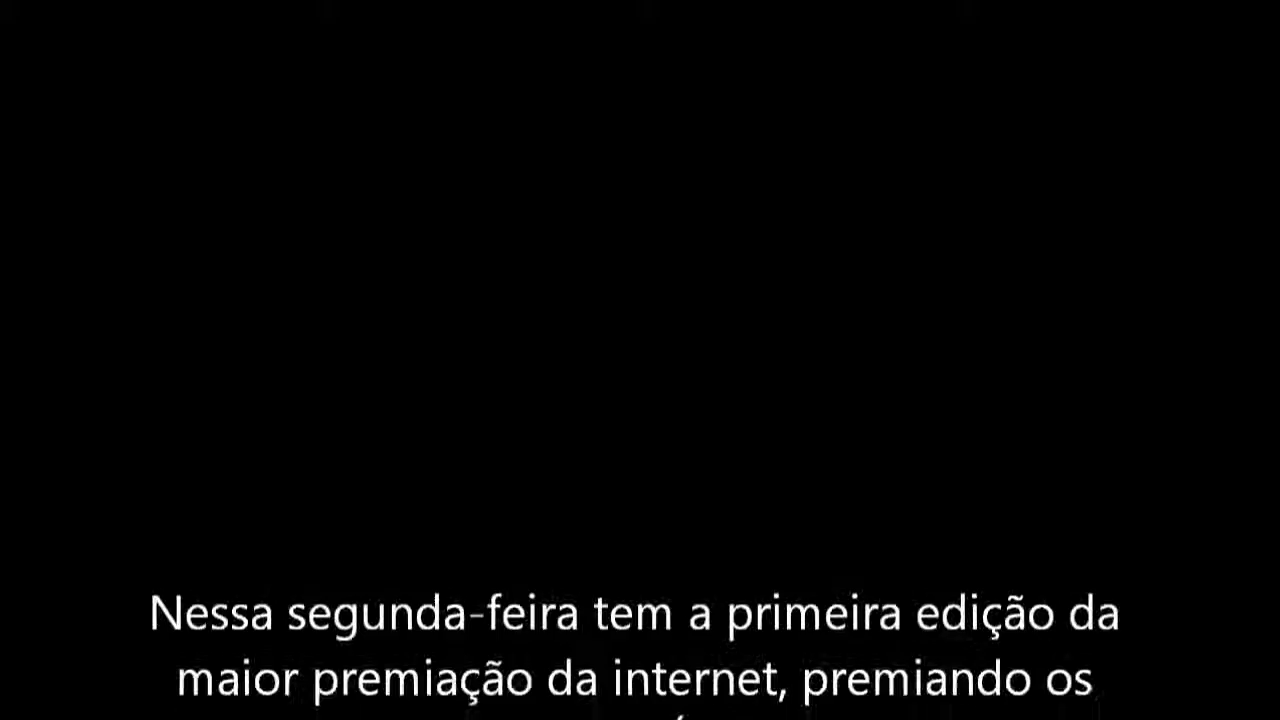 Nessa segunda-feira tem a primeira edição da
maior premiação da internet, premiando os